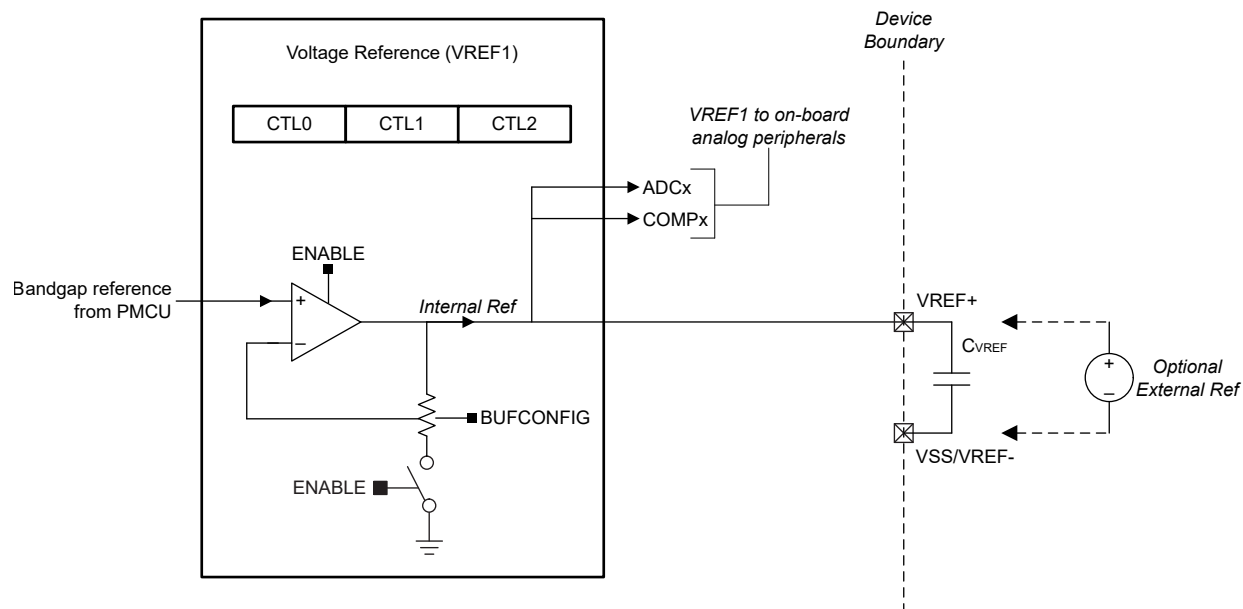 Device
Boundary
Voltage Reference (VREF1)
CTL0 CTL1 CTL2
VREF1 to on-board
analog peripherals
ADCx
COMPx
ENABLE
Bandgap reference
from PMCU
+
−
Internal Ref
BUFCONFIG
ENABLE
VREF+
CVREF
VSS/VREF-
+
−
Optional
External Ref